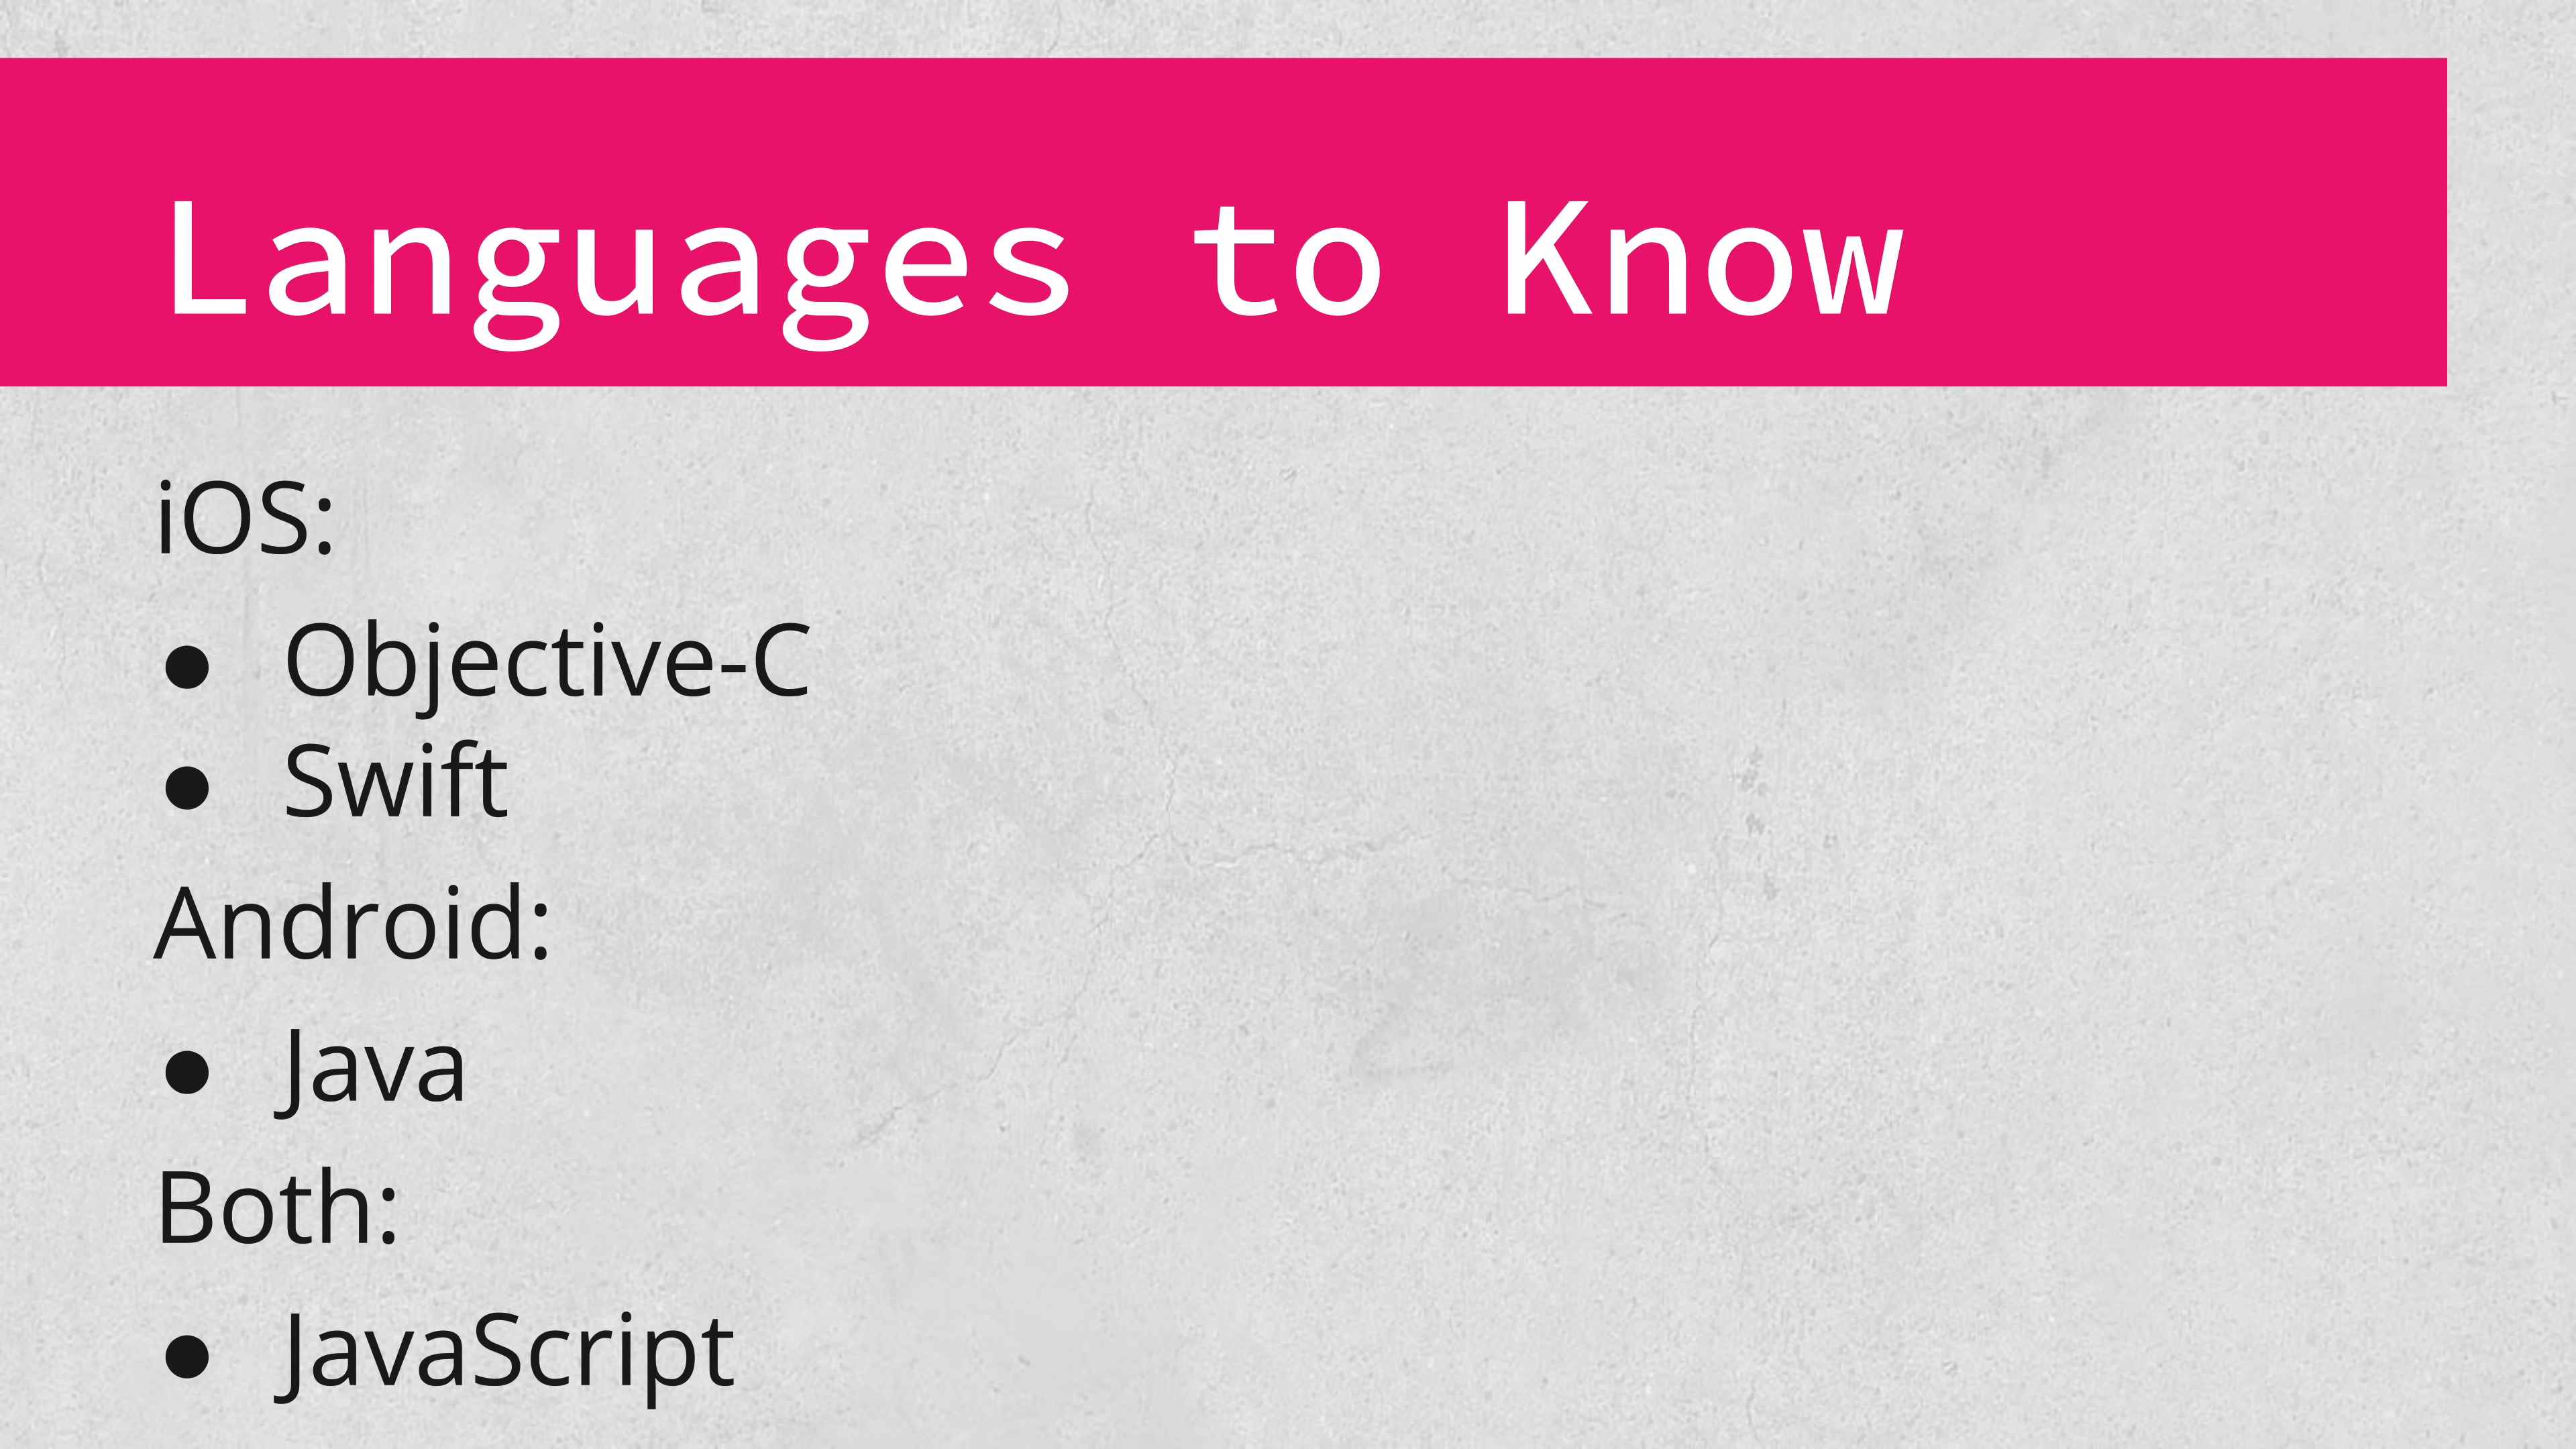 Languages to Know
iOS:
● Objective-C
● Swift
Android:
● Java
Both:
● JavaScript